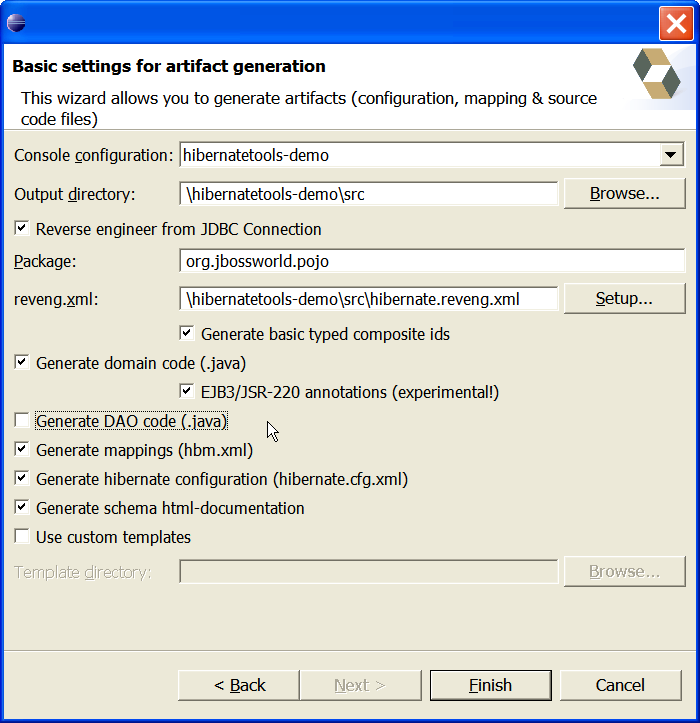 Basic settings for artifact generation
This wizard allows you to generate artifacts (configuration, mapping & source
code files)
Console configuration: hibernatetools-demo
Output directory: \hibernatetools-demo\src Browse...
Reverse engineer from JDBC Connection
Package: org.jbossworld.pojo
reveng.xml: \hibernatetools-demo\src\hibernate.reveng.xml Setup...
Generate basic typed composite ids
Generate domain code (.java)
EJB3/JSR-220 annotations (experimental!)
Generate DAO code (.java)
Generate mappings (hbm.xml)
Generate hibernate configuration (hibernate.cfg.xml)
Generate schema html-documentation
Use custom templates
Template directory: Browse...
< Back Next > Finish Cancel